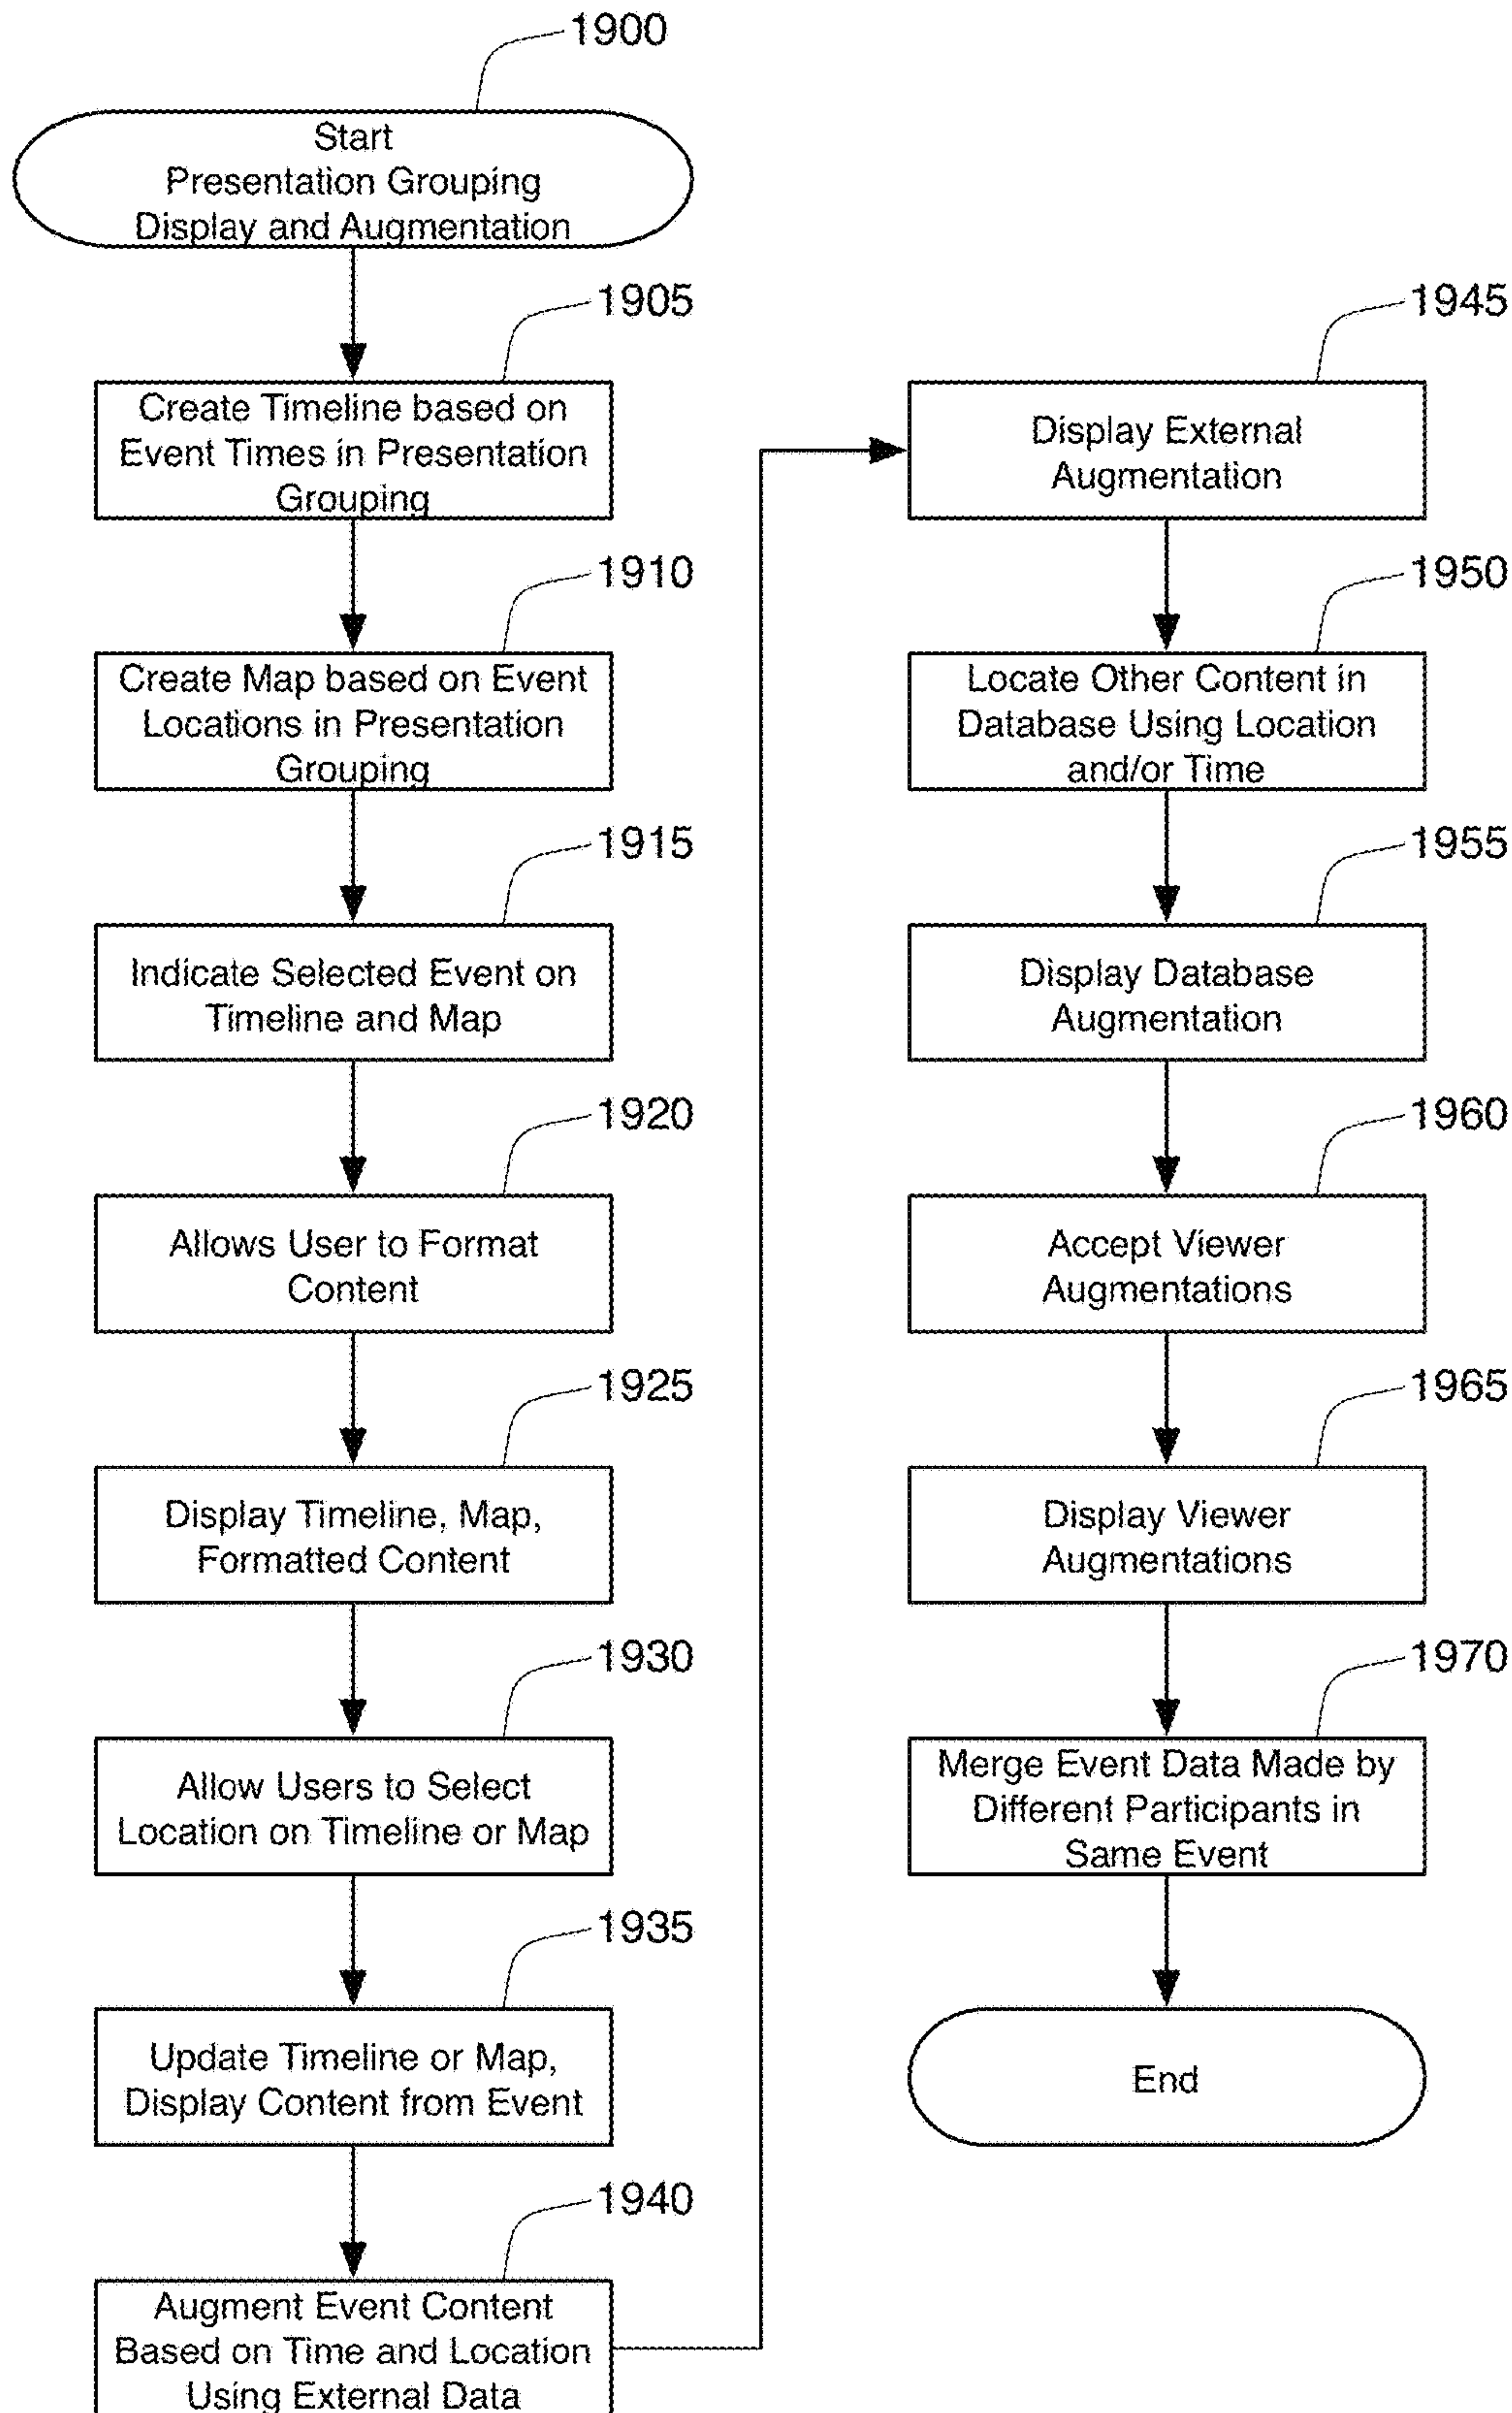 1900
Start
Presentation Grouping
Display and Augmentation
1905
Create Timeline based on
Event Times in Presentation
Grouping
1910
Create Map based on Event
Locations in Presentation
Grouping
1915
Indicate Selected Event on
Timeline and Map
1920
Allows User to Format
Content
1925
Display Timeline, Map,
Formatted Content
1930
Allow Users to Select
Location on Timeline or Map
1935
Update Timeline or Map,
Display Content from Event
1940
Augment Event Content
Based on Time and Location
Using External Data
1945
Display External
Augmentation
1950
Locate Other Content in
Database Using Location
and/or Time
1955
Display Database
Augmentation
1960
Accept Viewer
Augmentations
1965
Display Viewer
Augmentations
1970
Merge Event Data Made by
Different Participants in
Same Event
End